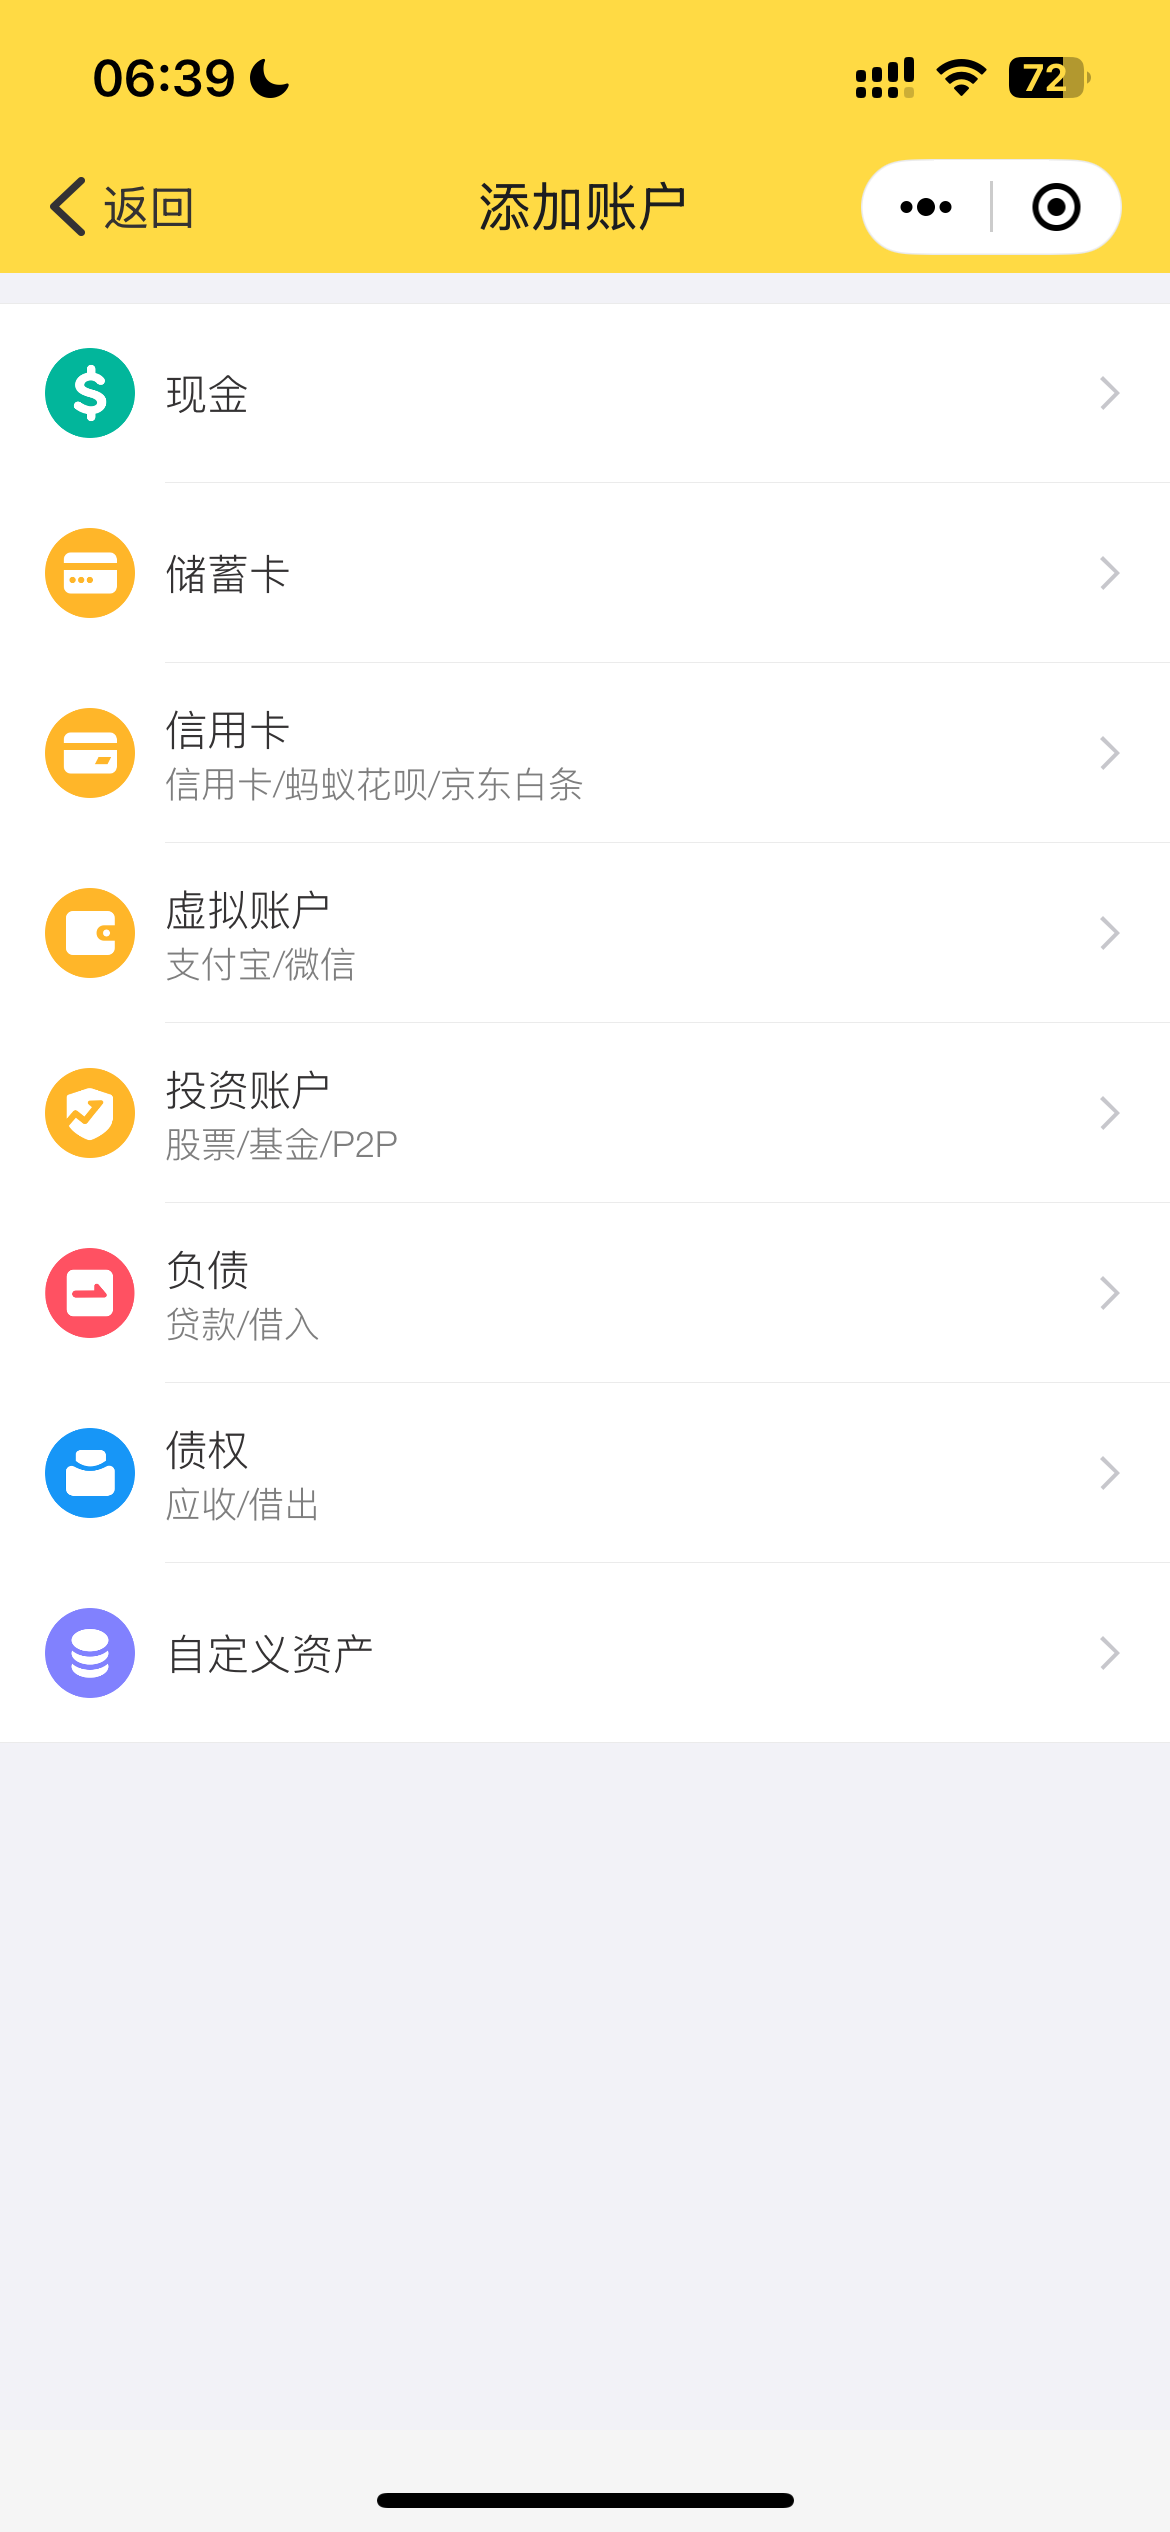 06:39
72
返回
添加账户
现金
储蓄卡
信用卡
信用卡/蚂蚁花呗/京东白条
虚拟账户
支付宝/微信
投资账户
股票/基金/P2P
负债
贷款/借入
债权
应收/借出
自定义资产